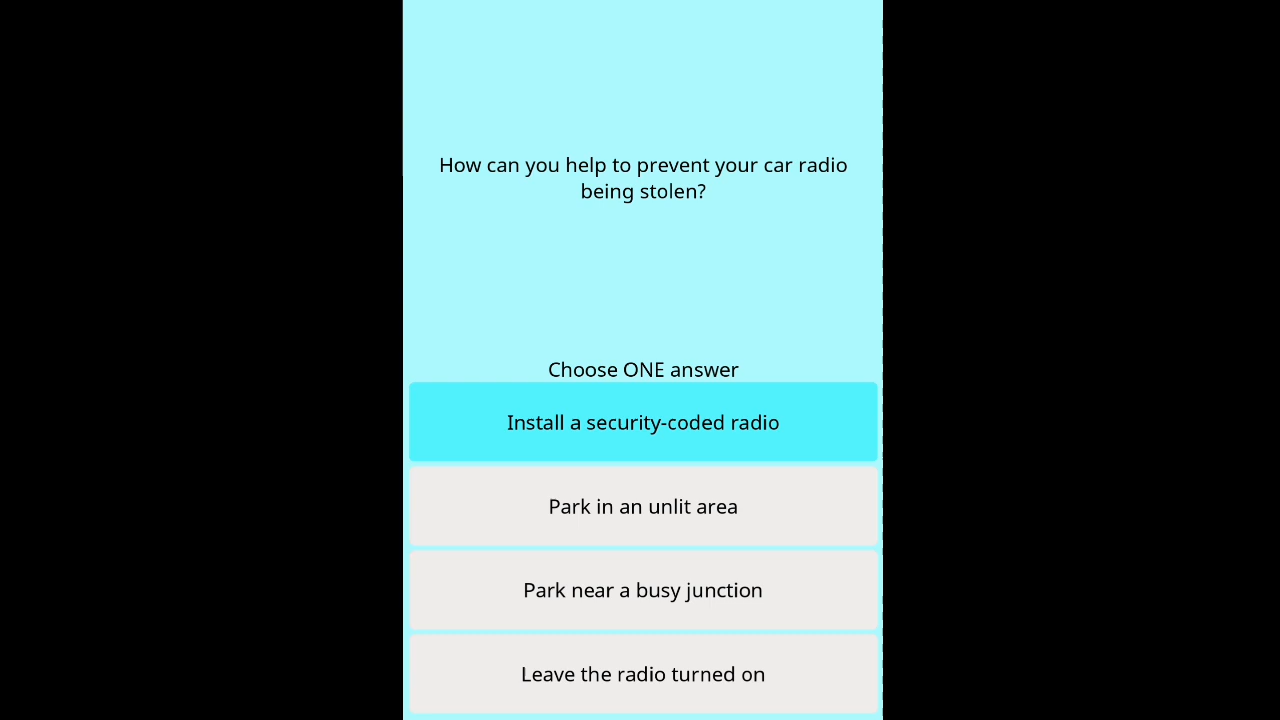 How can you help to prevent your car radio
being stolen?
Choose ONE answer
Install a security-coded radio
Park in an unlit area
Park near a busy junction
Leave the radio turned on